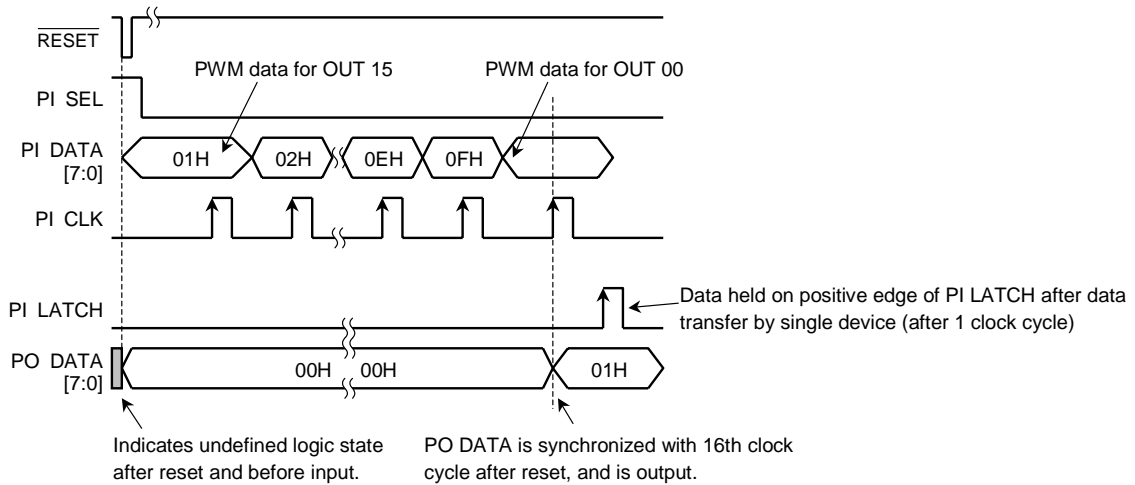 RESET
PWM data for OUT 15
PWM data for OUT 00
PI SEL
PI DATA
[7:0]
01H
02H
0EH
0FH
PI CLK
PI LATCH
Data held on positive edge of PI LATCH after data
transfer by single device (after 1 clock cycle)
PO DATA
[7:0]
00H
00H
01H
Indicates undefined logic state
after reset and before input.
PO DATA is synchronized with 16th clock
cycle after reset, and is output.